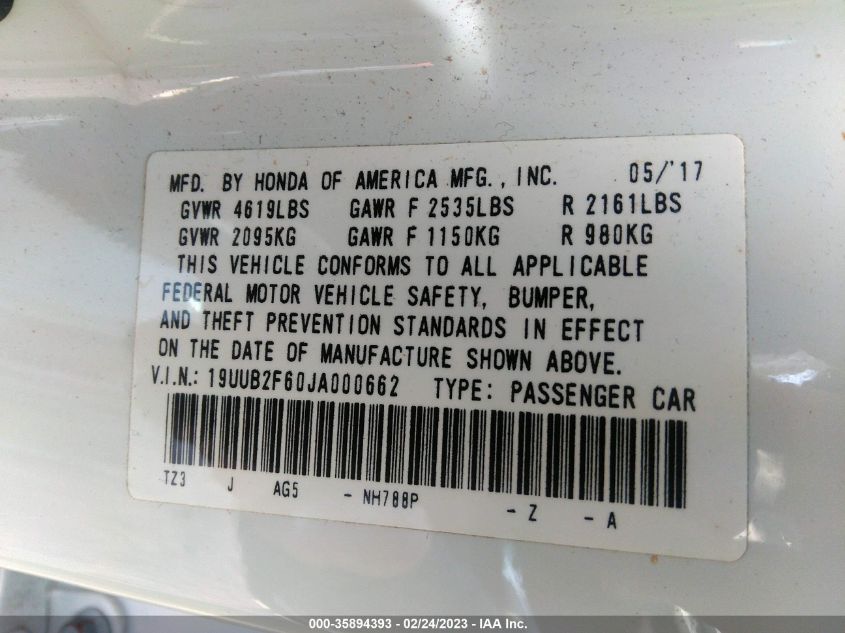 MFD. BY HONDA OF AMERICA MFG., INC. 05/'17
GVWR 4619LBS GAWR F 2535LBS R 2161LBS
GVWR 2095KG GAWR F 1150KG R 980KG
THIS VEHICLE CONFORMS TO ALL APPLICABLE
FEDERAL MOTOR VEHICLE SAFETY, BUMPER,
AND THEFT PREVENTION STANDARDS IN EFFECT
ON THE DATE OF MANUFACTURE SHOWN ABOVE.
V.I.N.: 19UUB2F60JA000662 TYPE: PASSENGER CAR
TZ3 J AG5 - NH788P - Z - A
000-35894393 - 02/24/2023 - IAA Inc.